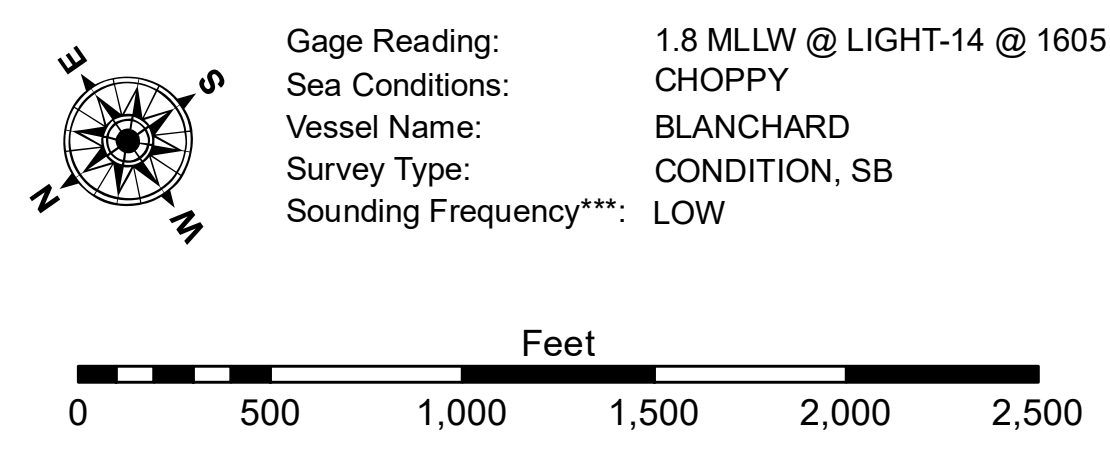 E
S
N
W
Gage Reading: 1.8 MLLW @ LIGHT-14 @ 1605
Sea Conditions: CHOPPY
Vessel Name: BLANCHARD
Survey Type: CONDITION, SB
Sounding Frequency***: LOW
Feet
0 500 1,000 1,500 2,000 2,500